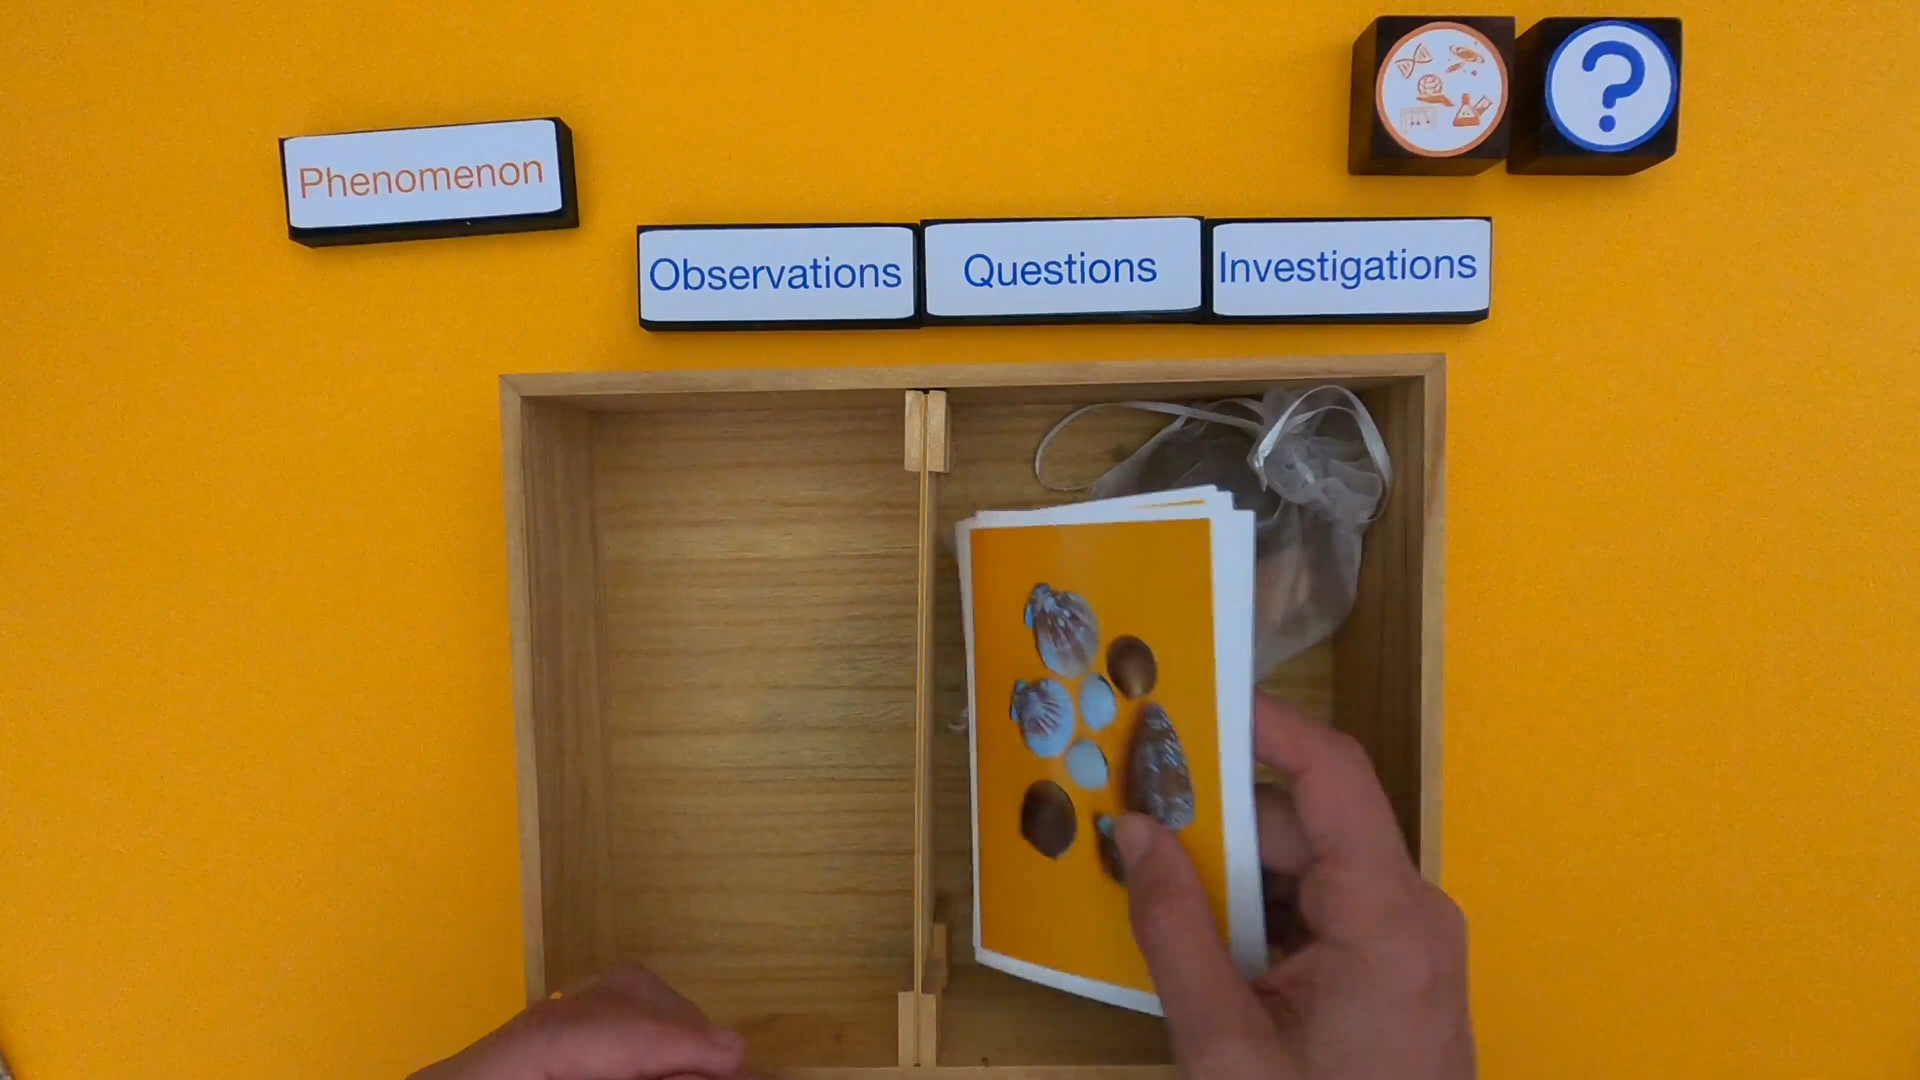 Phenomenon
?
Observations
Questions
Investigations